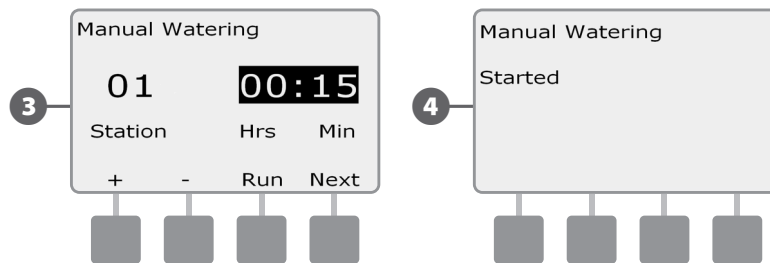 3
Manual Watering
01 00:15
Station Hrs Min
+ - Run Next
4
Manual Watering
Started